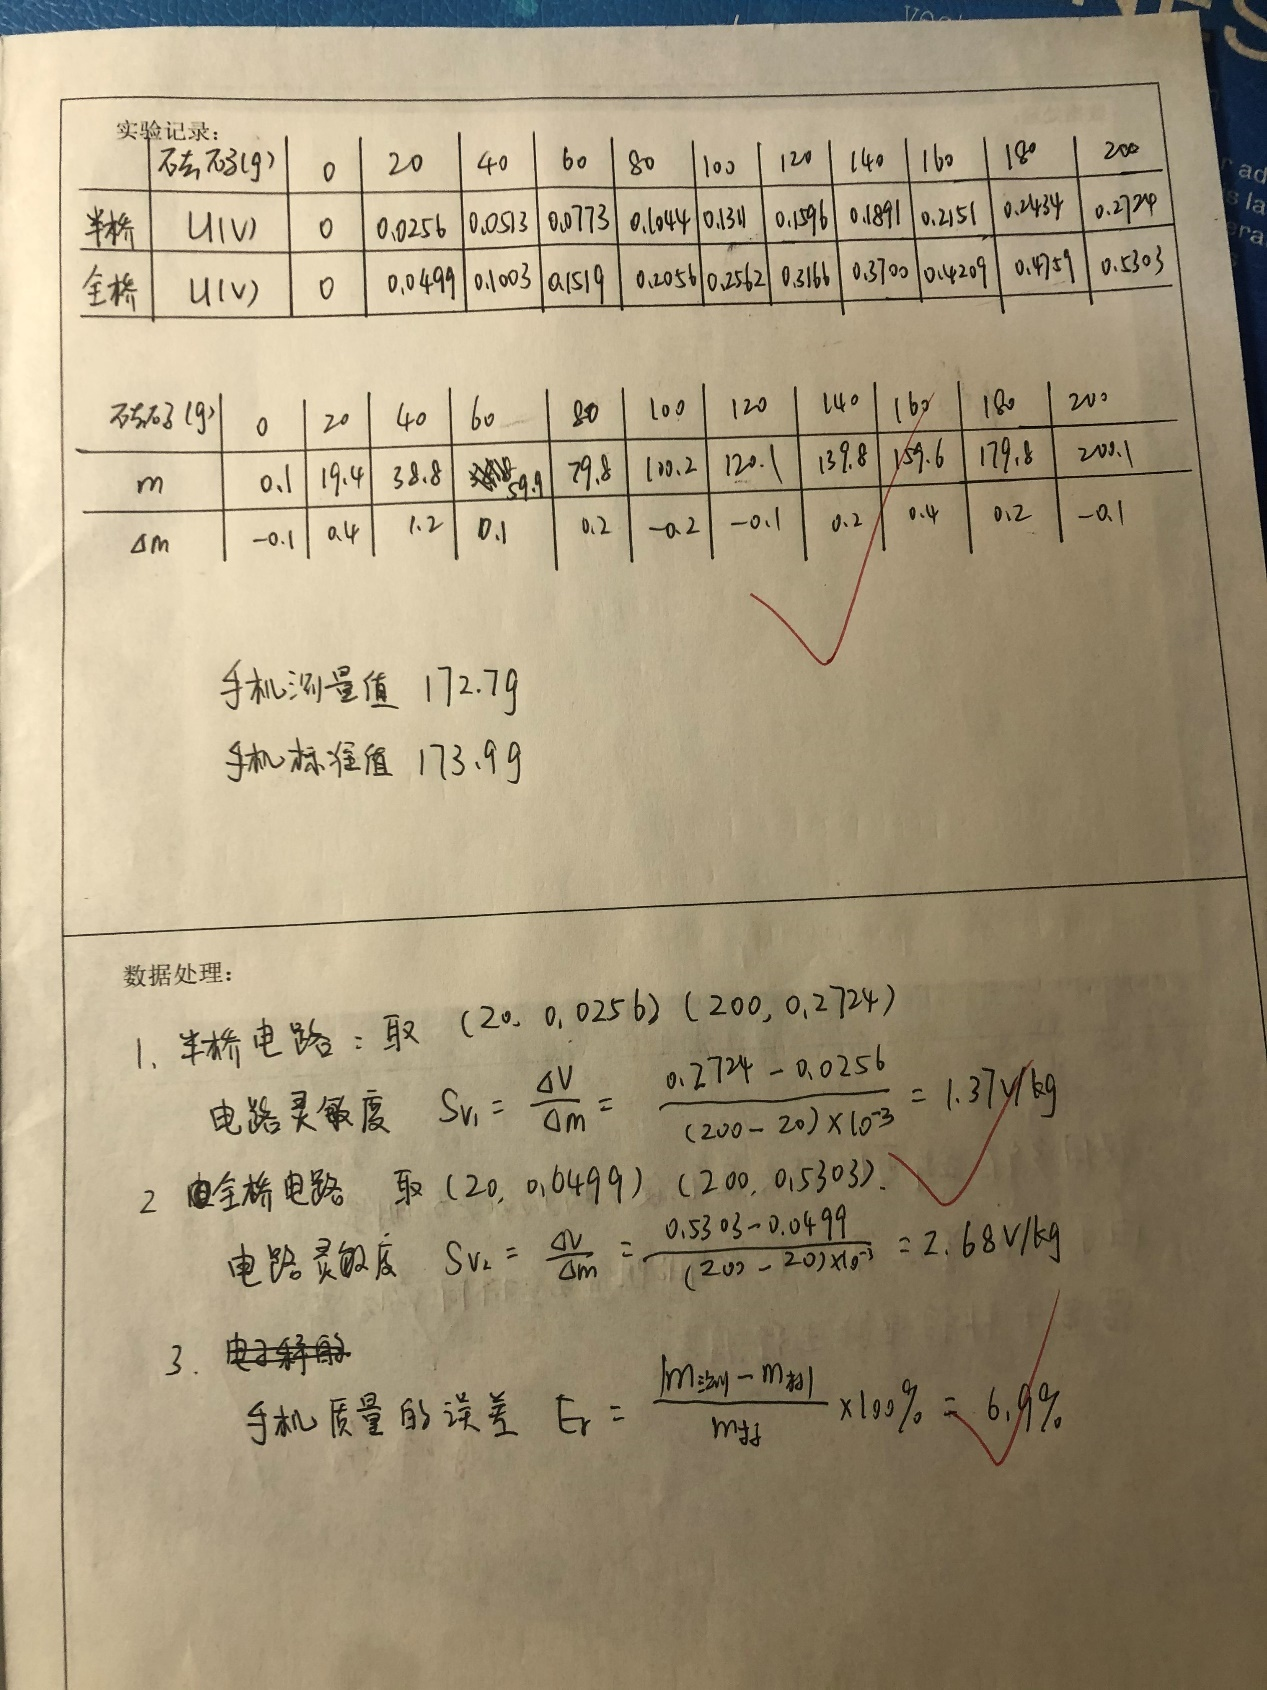 实验记录:
砝码(g) 0 20 40 60 80 100 120 140 160 180 200
半桥 U(V) 0 0.0256 0.0513 0.0773 0.1044 0.1311 0.1596 0.1891 0.2151 0.2434 0.2724
全桥 U(V) 0 0.0499 0.1003 0.1519 0.2056 0.2562 0.3166 0.3700 0.4209 0.4759 0.5303
砝码(g) 0 20 40 60 80 100 120 140 160 180 200
m 0.1 19.4 38.8 59.9 79.8 100.2 120.1 139.8 159.6 179.8 200.1
Δm -0.1 0.4 1.2 0.1 0.2 -0.2 -0.1 0.2 0.4 0.2 -0.1
手机测量值 172.7g
手机标准值 173.9g
数据处理:
1. 半桥电路: 取 (20, 0.0256) (200, 0.2724)
电路灵敏度 Sv₁ = ΔV/Δm = (0.2724-0.0256)/((200-20)×10⁻³) = 1.37V/kg
2 全桥电路 取 (20, 0.0499) (200, 0.5303).
电路灵敏度 Sv₂ = ΔV/Δm = (0.5303-0.0499)/((200-20)×10⁻³) = 2.68V/kg
3.
手机质量的误差 Er = |m测-m标|/m标 ×100% = 6.9%